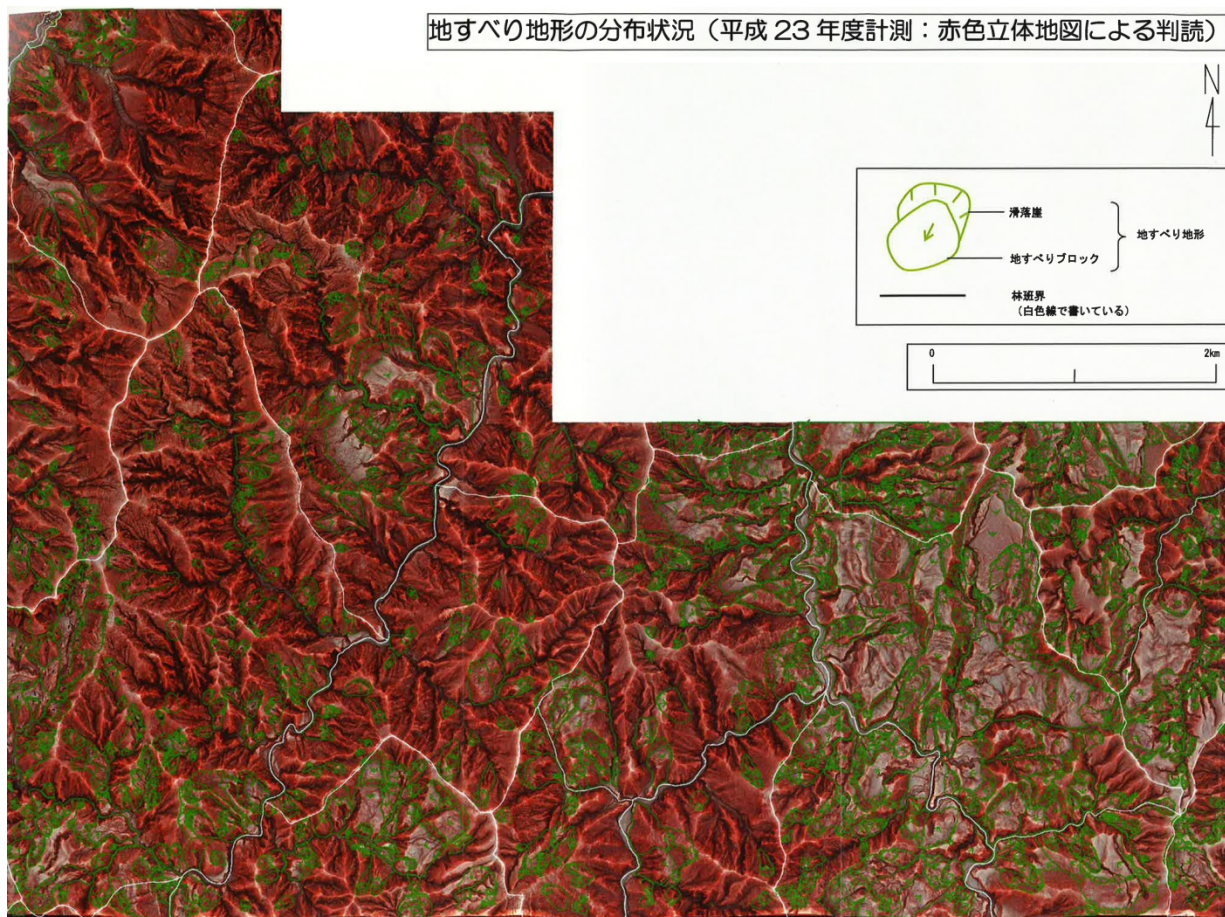 地すべり地形の分布状況（平成 23 年度計測：赤色立体地図による判読）
N
滑落崖
地すべり地形
地すべりブロック
林班界
（白色線で書いている）
0
2km